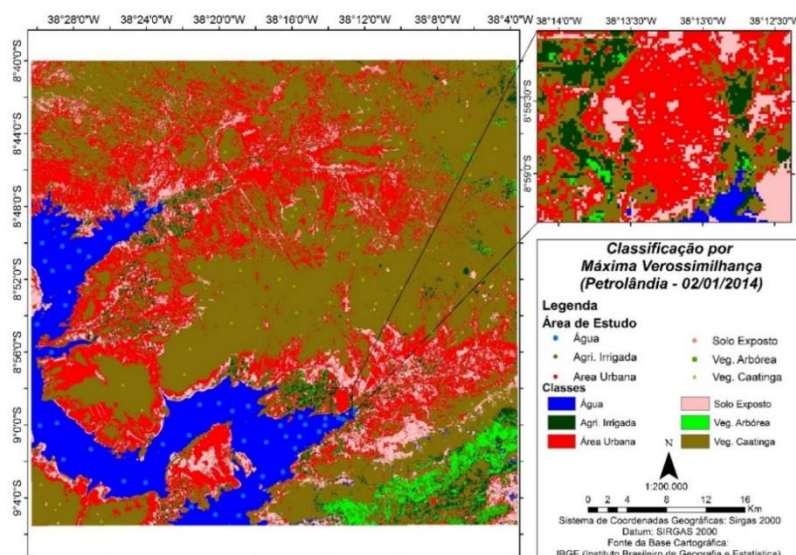 38°28'0"S 38°24'0"S 38°20'0"S 38°16'0"S 38°12'0"S 38°8'0"S 38°4'0"S
8°40'0"S
8°44'0"S
8°48'0"S
8°52'0"S
8°56'0"S
9°0'0"S
9°4'0"S
38°14'0"S 38°13'30"S 38°13'0"S 38°12'30"S
8°58'30"S
8°59'0"S
Classificação por
Máxima Verossimilhança
(Petrolândia - 02/01/2014)
Legenda
Área de Estudo
Água
Agri. Irrigada
Area Urbana
Solo Exposto
Veg. Arbórea
Veg. Caatinga
Classes
Água
Agri. Irrigada
Área Urbana
Solo Exposto
Veg. Arbórea
Veg. Caatinga
N
1:200.000
0 2 4 8 12 16
Km
Sistema de Coordenadas Geográficas: Sirgas 2000
Datum: SIRGAS 2000
Fonte da Base Cartográfica:
IBGE (Instituto Brasileiro de Geografia e Estatística)